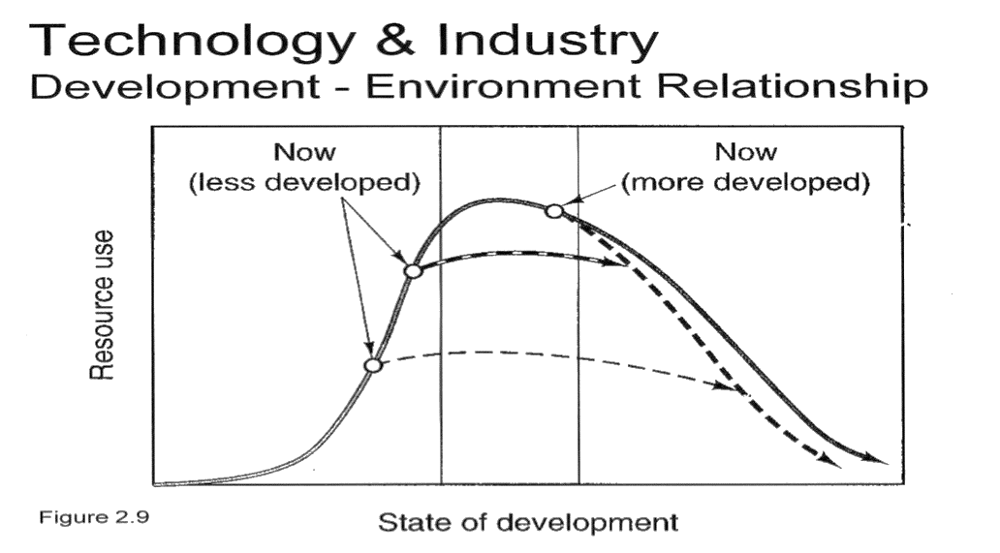 Technology & Industry
Development - Environment Relationship
Now
(less developed)
Now
(more developed)
Resource use
Figure 2.9
State of development